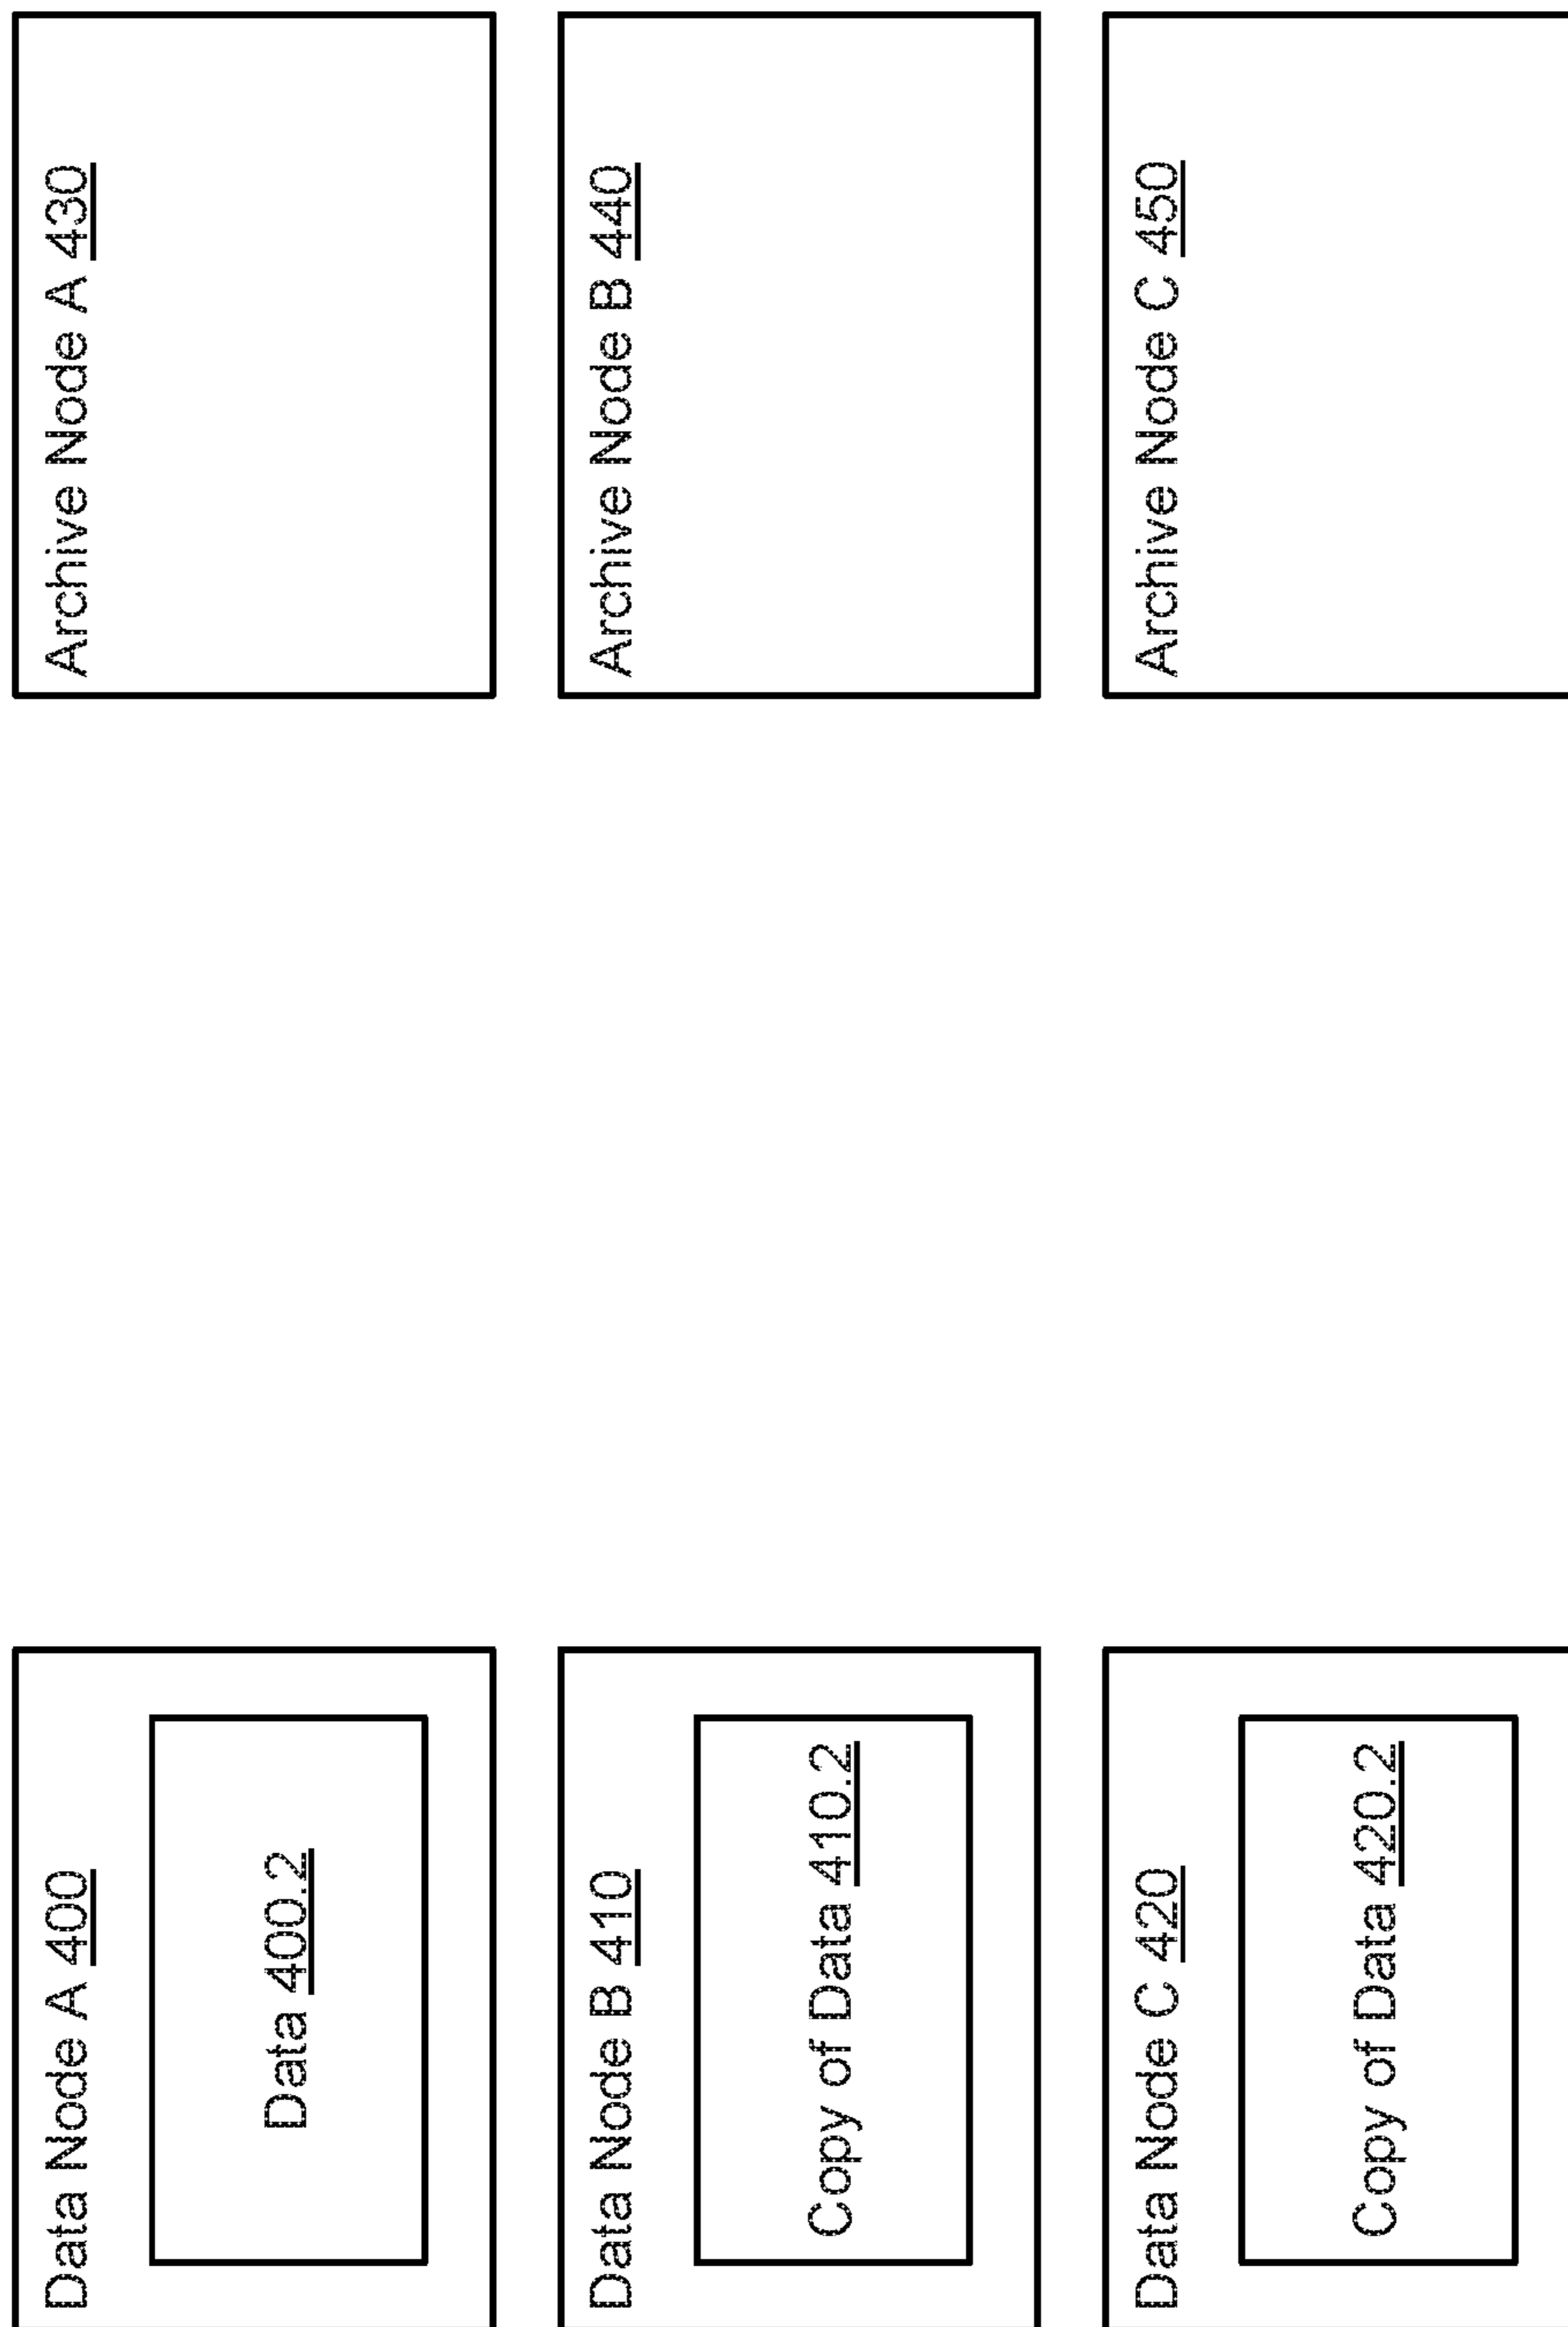 Data Node A 400
Data 400.2
Data Node B 410
Copy of Data 410.2
Data Node C 420
Copy of Data 420.2
Archive Node A 430
Archive Node B 440
Archive Node C 450